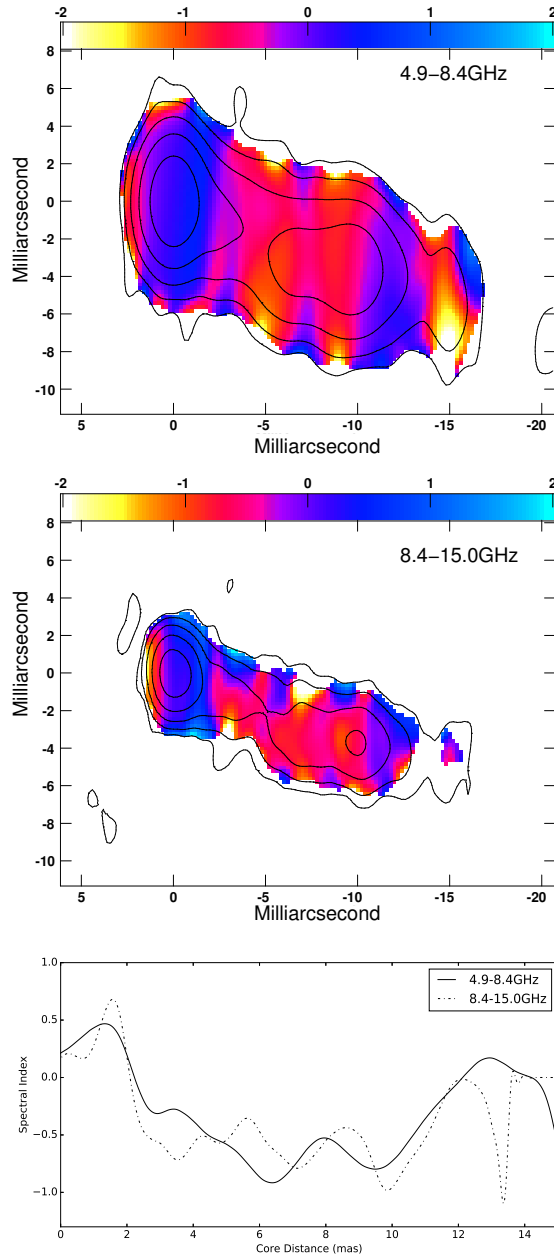 -2 -1 0 1 2
4.9−8.4GHz
8
6
4
2
0
-2
-4
-6
-8
-10
Milliarcsecond
5 0 -5 -10 -15 -20
Milliarcsecond
-2 -1 0 1 2
8.4−15.0GHz
8
6
4
2
0
-2
-4
-6
-8
-10
Milliarcsecond
5 0 -5 -10 -15 -20
Milliarcsecond
1.0
0.5
0.0
−0.5
−1.0
Spectral Index
4.9-8.4GHz
8.4-15.0GHz
0 2 4 6 8 10 12 14
Core Distance (mas)